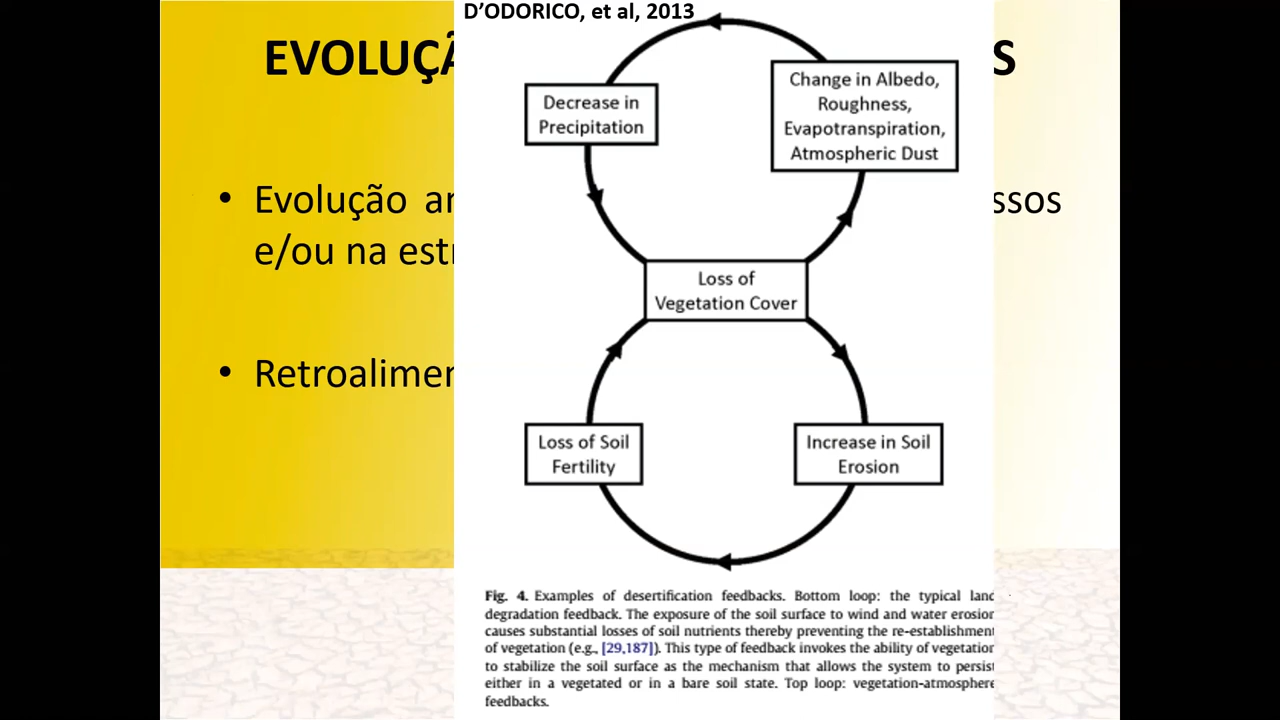 D'ODORICO, et al, 2013
EVOLUÇ
S
Evolução
ssos
e/ou na
Decrease in
Precipitation
Change in Albedo,
Roughness,
Evapotranspiration,
Atmospheric Dust
Loss of
Vegetation Cover
Loss of Soil
Fertility
Increase in Soil
Erosion
Fig. 4. Examples of desertification feedbacks. Bottom loop: the typical land
degradation feedback. The exposure of the soil surface to wind and water erosion
causes substantial losses of soil nutrients thereby preventing the re-establishment
of vegetation (e.g., [29,187]). This type of feedback invokes the ability of vegetation
to stabilize the soil surface as the mechanism that allows the system to persist
either in a vegetated or in a bare soil state. Top loop: vegetation-atmosphere
feedbacks.